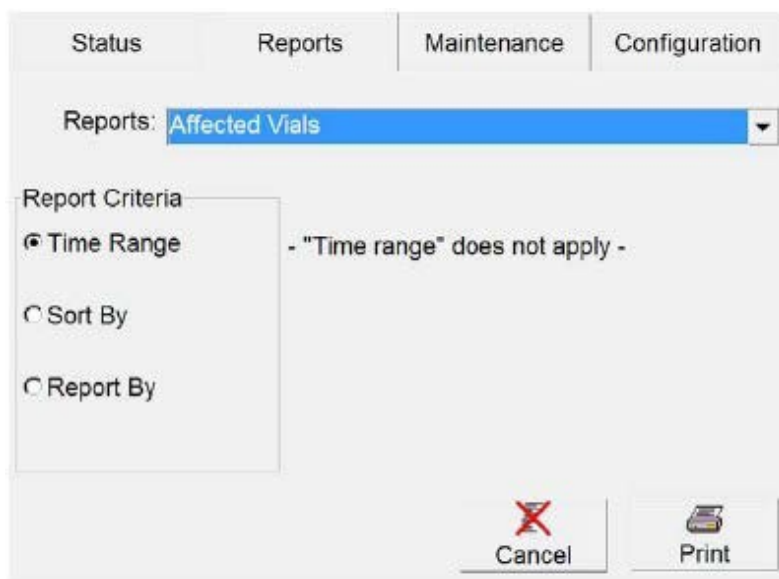 Status Reports Maintenance Configuration
Reports: Affected Vials
Report Criteria
Time Range - "Time range" does not apply -
Sort By
Report By
Cancel Print